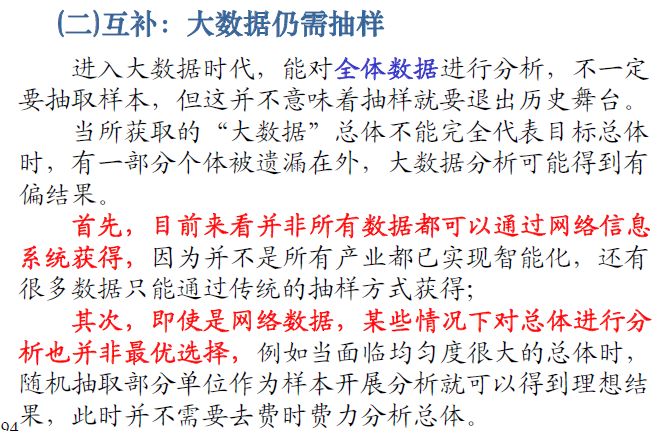 (二)互补：大数据仍需抽样
进入大数据时代，能对全体数据进行分析，不一定
要抽取样本，但这并不意味着抽样就要退出历史舞台。
当所获取的“大数据”总体不能完全代表目标总体
时，有一部分个体被遗漏在外，大数据分析可能得到有
偏结果。
首先，目前来看并非所有数据都可以通过网络信息
系统获得，因为并不是所有产业都已实现智能化，还有
很多数据只能通过传统的抽样方式获得;
其次，即使是网络数据，某些情况下对总体进行分
析也并非最优选择，例如当面临均匀度很大的总体时，
随机抽取部分单位作为样本开展分析就可以得到理想结
果，此时并不需要去费时费力分析总体。
94